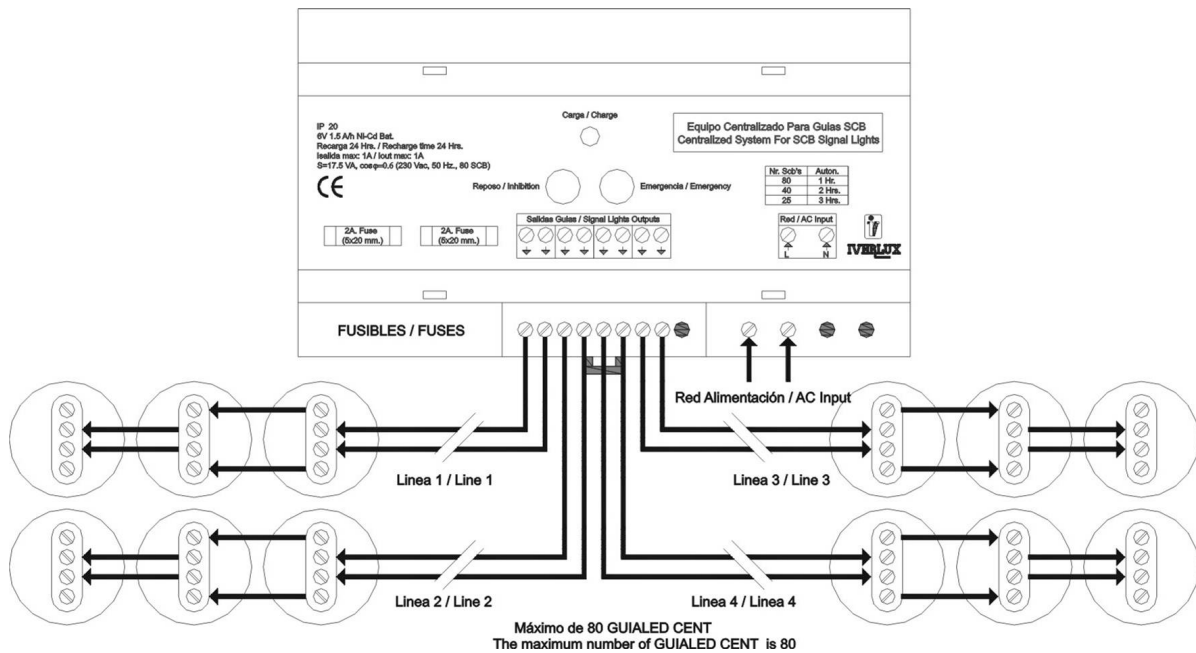 IP 20
6V 1.5 A/h Ni-Cd Bat.
Recarga 24 Hrs. / Recharge time 24 Hrs.
Isalida max: 1A / Iout max: 1A
S=17.5 VA, cosφ=0.6 (230 Vac, 50 Hz., 80 SCB)
CE
Carga / Charge
Reposo / Inhibition
Emergencia / Emergency
Equipo Centralizado Para Guias SCB
Centralized System For SCB Signal Lights
Nr. Scb's Auton.
80 1 Hr.
40 2 Hrs.
25 3 Hrs.
2A. Fuse
(5x20 mm.)
2A. Fuse
(5x20 mm.)
Salidas Guias / Signal Lights Outputs
Red / AC Input
L N
IVERLUX
FUSIBLES / FUSES
Red Alimentación / AC Input
Linea 1 / Line 1
Linea 3 / Line 3
Linea 2 / Line 2
Linea 4 / Linea 4
Máximo de 80 GUIALED CENT
The maximum number of GUIALED CENT is 80